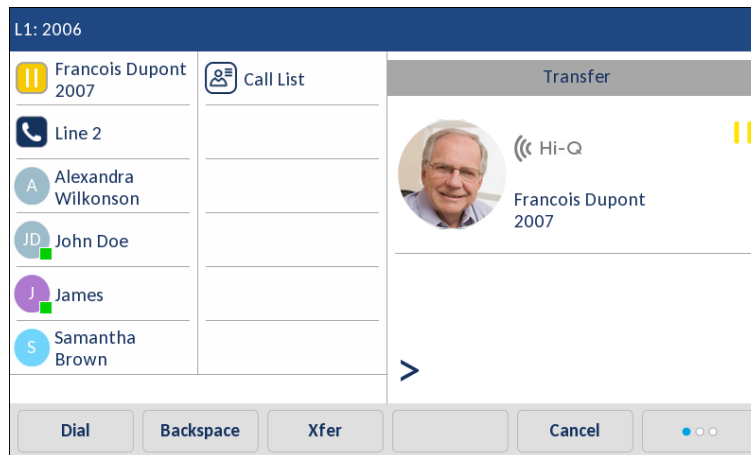 L1: 2006
Francois Dupont
2007
Line 2
A
Alexandra
Wilkonson
JD
John Doe
J
James
S
Samantha
Brown
Call List
Transfer
Hi-Q
Francois Dupont
2007
>
Dial
Backspace
Xfer
Cancel